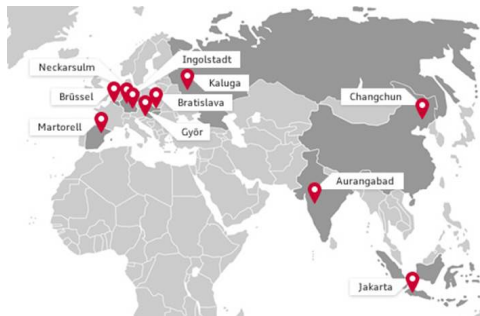 Neckarsulm
Ingolstadt
Kaluga
Brüssel
Bratislava
Changchun
Martorell
Györ
Aurangabad
Jakarta